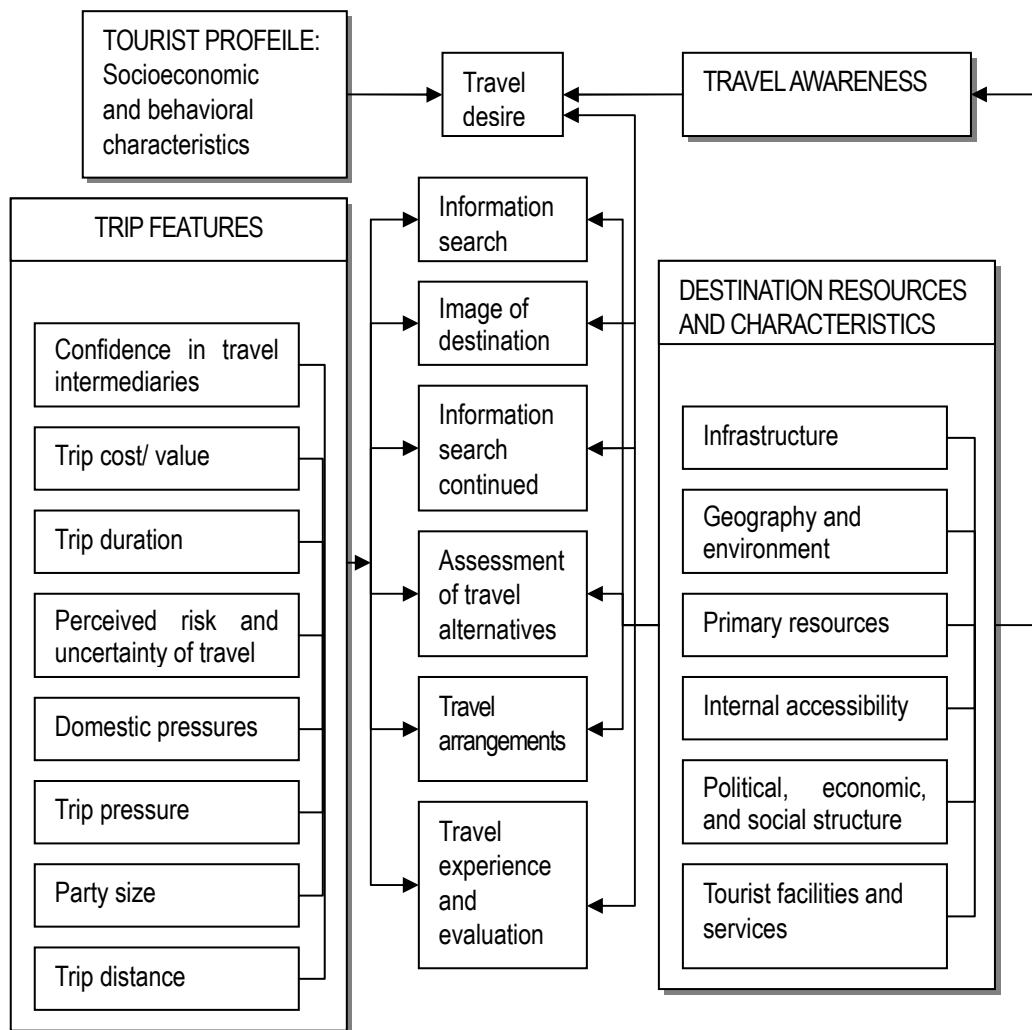 TOURIST PROFEILE:
Socioeconomic
and behavioral
characteristics
Travel
desire
TRAVEL AWARENESS
TRIP FEATURES
Confidence in travel
intermediaries
Trip cost/ value
Trip duration
Perceived risk and
uncertainty of travel
Domestic pressures
Trip pressure
Party size
Trip distance
Information
search
Image of
destination
Information
search
continued
Assessment
of travel
alternatives
Travel
arrangements
Travel
experience
and
evaluation
DESTINATION RESOURCES
AND CHARACTERISTICS
Infrastructure
Geography and
environment
Primary resources
Internal accessibility
Political, economic,
and social structure
Tourist facilities and
services